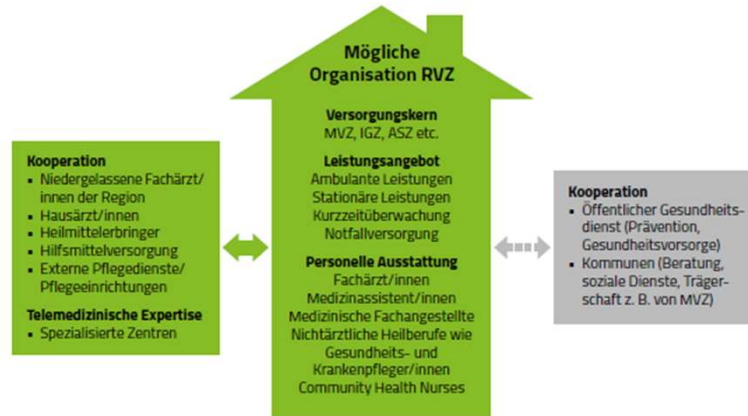 Mögliche
Organisation RVZ
Versorgungskern
MVZ, IGZ, ASZ etc.
Leistungsangebot
Ambulante Leistungen
Stationäre Leistungen
Kurzzeitüberwachung
Notfallversorgung
Personelle Ausstattung
Fachärzt/innen
Medizinassistent/innen
Medizinische Fachangestellte
Nichtärztliche Heilberufe wie
Gesundheits- und
Krankenpfleger/innen
Community Health Nurses
Kooperation
▪ Niedergelassene Fachärzt/
innen der Region
▪ Hausärzt/innen
▪ Heilmittelerbringer
▪ Hilfsmittelversorgung
▪ Externe Pflegedienste/
Pflegeeinrichtungen
Telemedizinische Expertise
▪ Spezialisierte Zentren
Kooperation
▪ Öffentlicher Gesundheits-
dienst (Prävention,
Gesundheitsvorsorge)
▪ Kommunen (Beratung,
soziale Dienste, Träger-
schaft z. B. von MVZ)